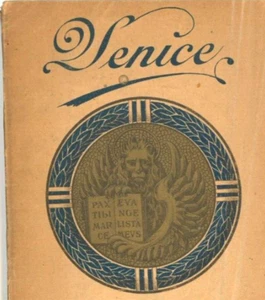 Venice
PAX EVA
TIBI NGE
MAR LISTA
CE MEVS